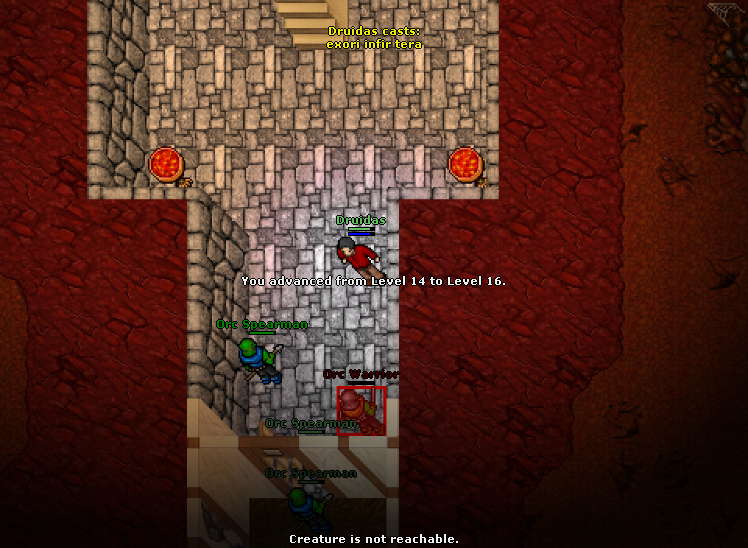 Druidas casts:
exori infir tera
Druidas
You advanced from Level 14 to Level 16.
Orc Spearman
Orc Warrior
Orc Spearman
Orc Spearman
Creature is not reachable.